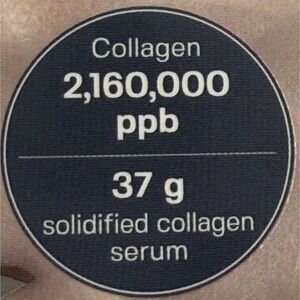 Collagen
2,160,000
ppb
37 g
solidified collagen
serum